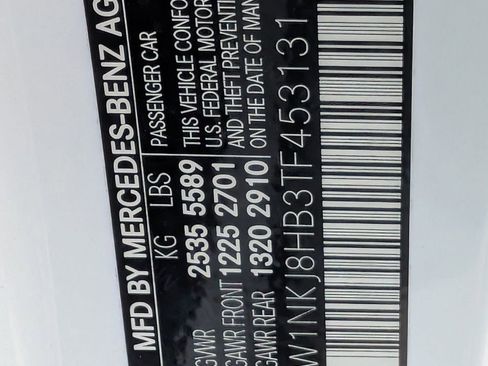 MFD BY MERCEDES-BENZ AG
PASSENGER CAR
KG LBS
THIS VEHICLE CONFO
U.S. FEDERAL MOTOR
AND THEFT PREVENTI
ON THE DATE OF MAN
GVWR 2535 5589
GAWR FRONT 1225 2701
GAWR REAR 1320 2910
W1NKJ8HB3TF453131